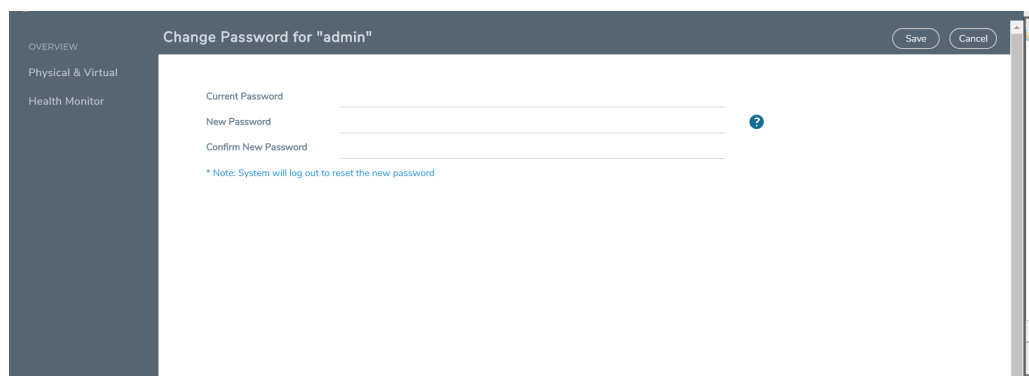 OVERVIEW
Physical & Virtual
Health Monitor
Change Password for "admin"
Save
Cancel
Current Password
New Password
?
Confirm New Password
* Note: System will log out to reset the new password